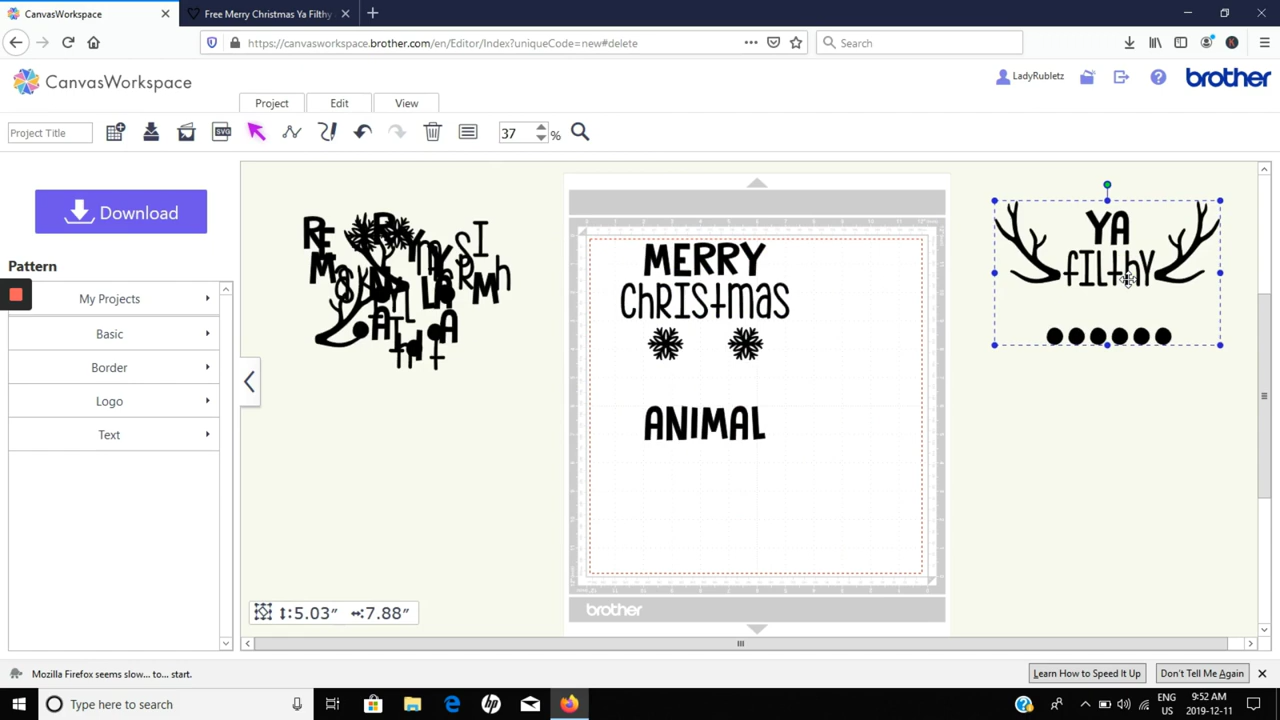 CanvasWorkspace
Free Merry Christmas Ya Filthy
https://canvasworkspace.brother.com/en/Editor/Index?uniqueCode=new#delete
Search
CanvasWorkspace
LadyRubletz
brother
Project
Edit
View
Project Title
SVG
37
%
Download
Pattern
My Projects
Basic
Border
Logo
Text
MERRY
ChRIStmas
ANIMAL
YA
fILthY
brother
5.03"
7.88"
Mozilla Firefox seems slow... to... start.
Learn How to Speed It Up
Don't Tell Me Again
Type here to search
ENG
US
9:52 AM
2019-12-11